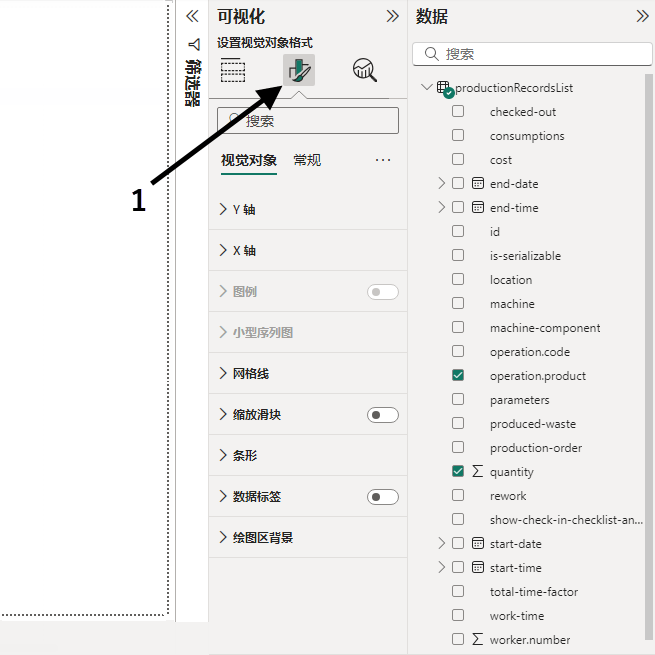 筛选器
可视化
设置视觉对象格式
搜索
视觉对象
常规
Y 轴
X 轴
图例
小型序列图
网格线
缩放滑块
条形
数据标签
绘图区背景
1
数据
搜索
productionRecordsList
checked-out
consumptions
cost
end-date
end-time
id
is-serializable
location
machine
machine-component
operation.code
operation.product
parameters
produced-waste
production-order
quantity
rework
show-check-in-checklist-an...
start-date
start-time
total-time-factor
work-time
worker.number